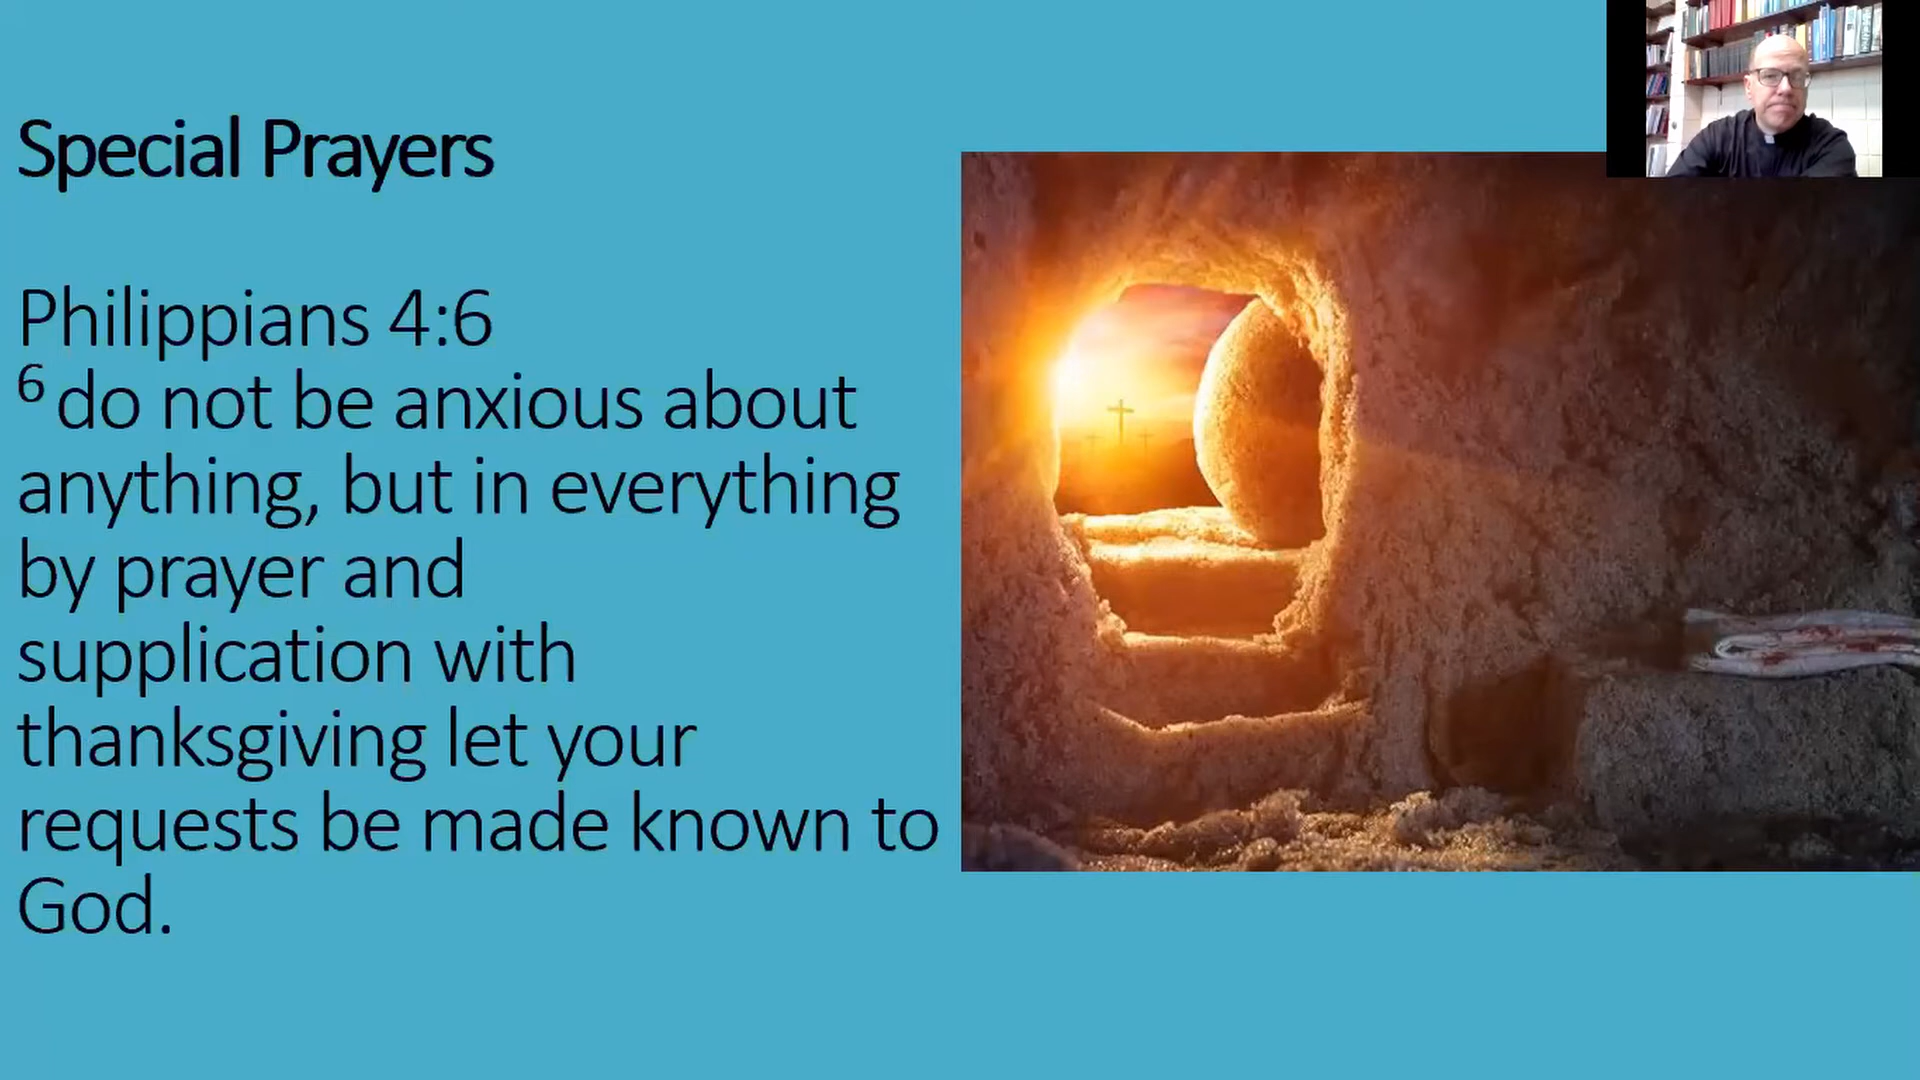 Special Prayers
Philippians 4:6
6 do not be anxious about
anything, but in everything
by prayer and
supplication with
thanksgiving let your
requests be made known to
God.